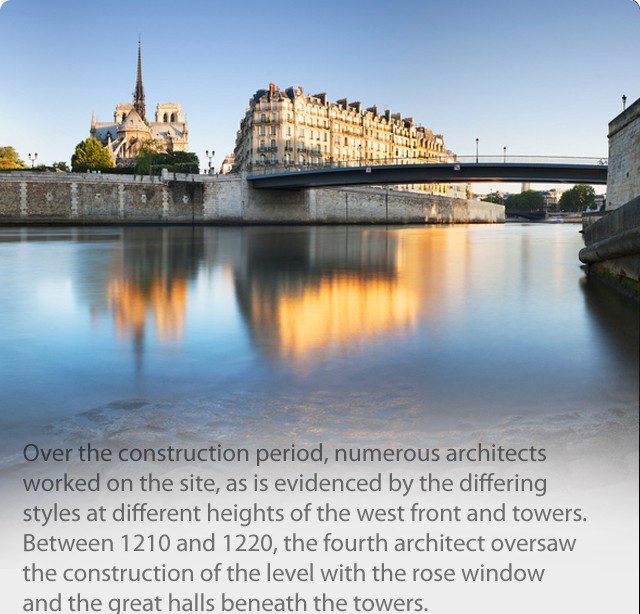 Over the construction period, numerous architects
worked on the site, as is evidenced by the differing
styles at different heights of the west front and towers.
Between 1210 and 1220, the fourth architect oversaw
the construction of the level with the rose window
and the great halls beneath the towers.